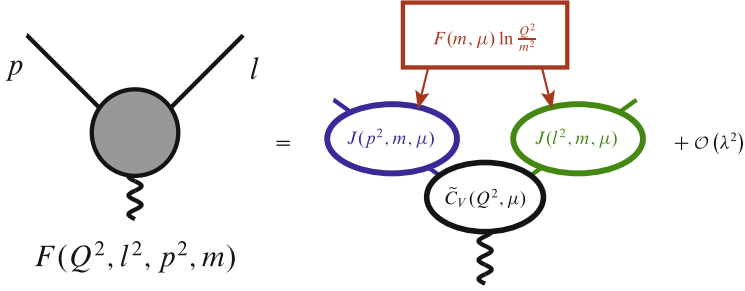 p
l
F(Q², l², p², m)
=
F(m, μ) ln Q²/m²
J(p², m, μ)
J(l², m, μ)
C̃_V(Q², μ)
+ 𝒪(λ²)